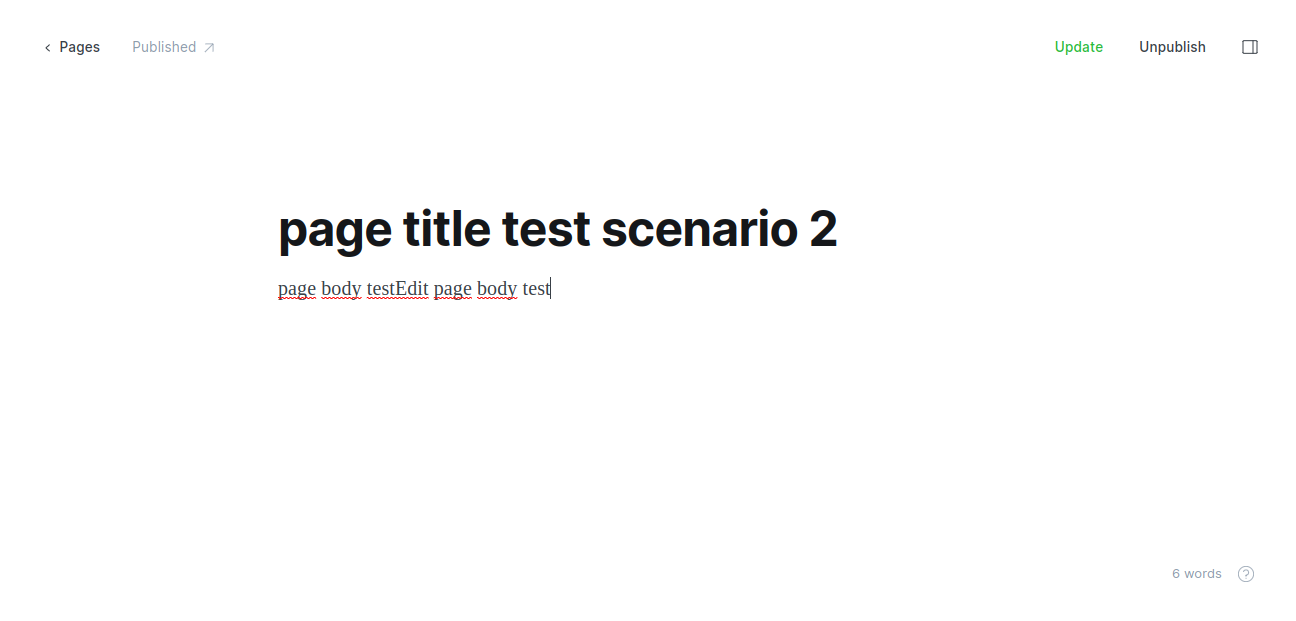 Pages Published Update Unpublish
page title test scenario 2
page body testEdit page body test
6 words ?